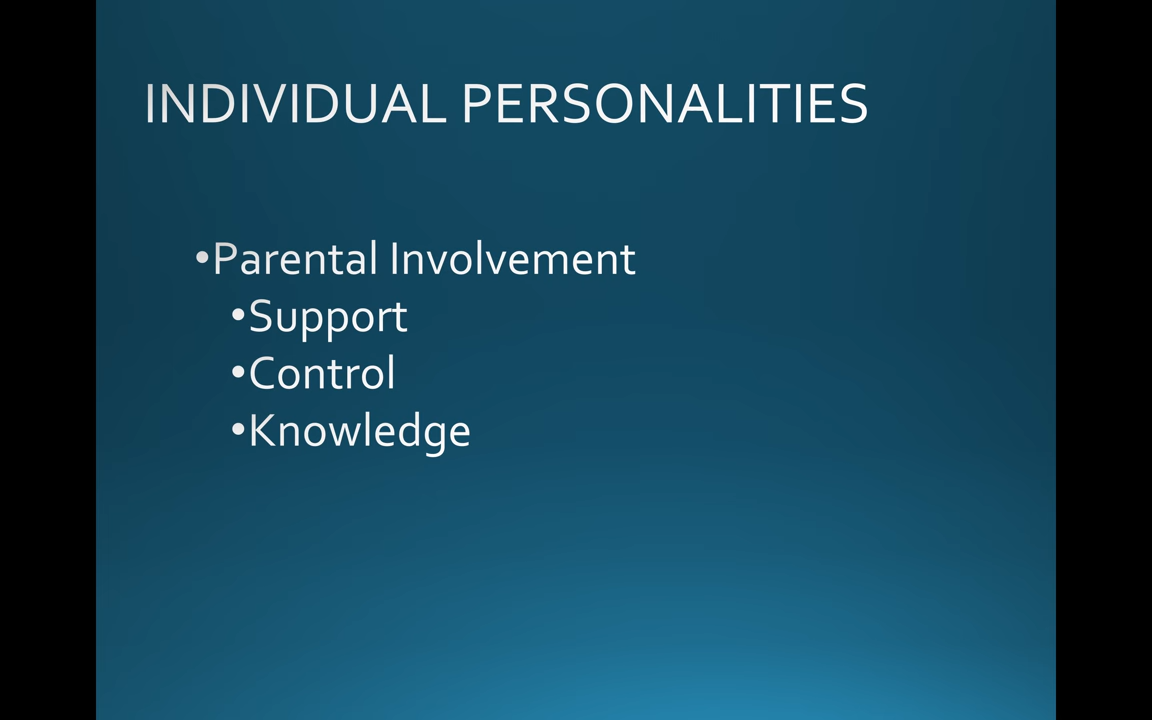 INDIVIDUAL PERSONALITIES
•Parental Involvement
•Support
•Control
•Knowledge